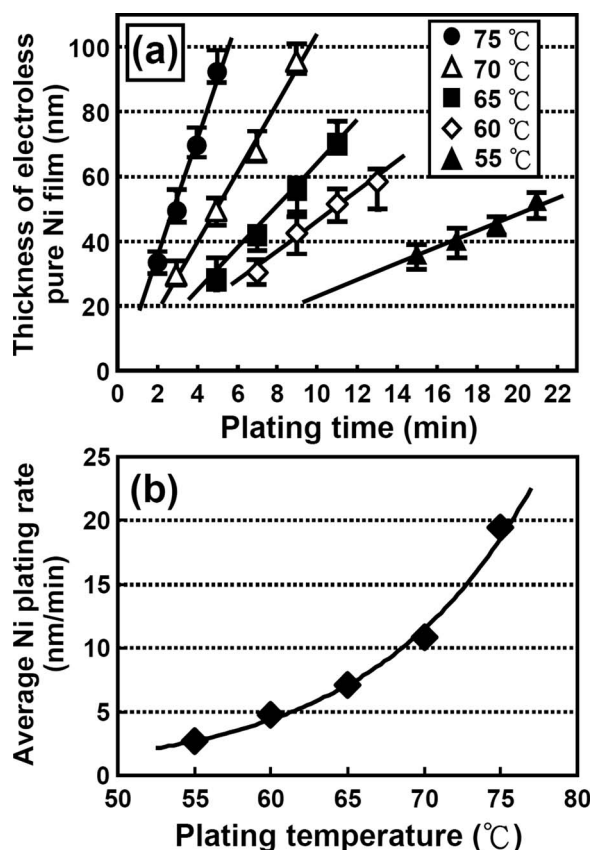 (a)
75 ℃
70 ℃
65 ℃
60 ℃
55 ℃
Thickness of electroless
pure Ni film (nm)
100
80
60
40
20
0
0 2 4 6 8 10 12 14 16 18 20 22
Plating time (min)
(b)
Average Ni plating rate
(nm/min)
25
20
15
10
5
0
50 55 60 65 70 75 80
Plating temperature (℃)